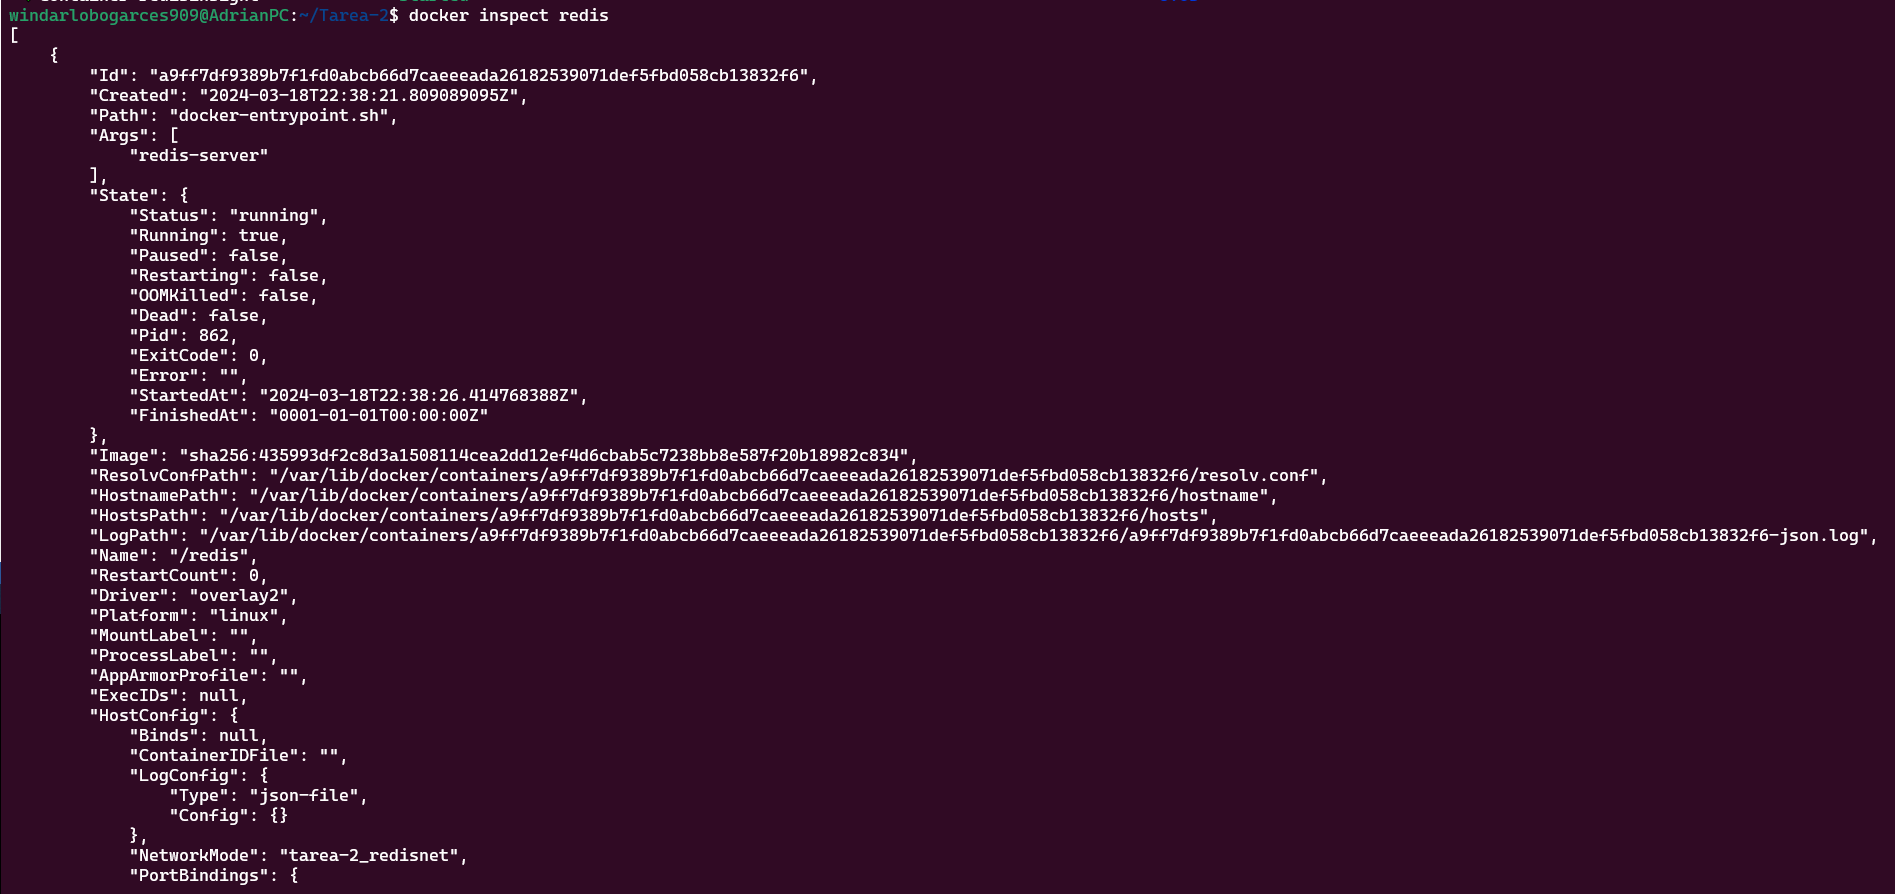 windarlobogarces909@AdrianPC:~/Tarea-2$ docker inspect redis
[
    {
        "Id": "a9ff7df9389b7f1fd0abcb66d7caeeeada26182539071def5fbd058cb13832f6",
        "Created": "2024-03-18T22:38:21.809089095Z",
        "Path": "docker-entrypoint.sh",
        "Args": [
            "redis-server"
        ],
        "State": {
            "Status": "running",
            "Running": true,
            "Paused": false,
            "Restarting": false,
            "OOMKilled": false,
            "Dead": false,
            "Pid": 862,
            "ExitCode": 0,
            "Error": "",
            "StartedAt": "2024-03-18T22:38:26.414768388Z",
            "FinishedAt": "0001-01-01T00:00:00Z"
        },
        "Image": "sha256:435993df2c8d3a1508114cea2dd12ef4d6cbab5c7238bb8e587f20b18982c834",
        "ResolvConfPath": "/var/lib/docker/containers/a9ff7df9389b7f1fd0abcb66d7caeeeada26182539071def5fbd058cb13832f6/resolv.conf",
        "HostnamePath": "/var/lib/docker/containers/a9ff7df9389b7f1fd0abcb66d7caeeeada26182539071def5fbd058cb13832f6/hostname",
        "HostsPath": "/var/lib/docker/containers/a9ff7df9389b7f1fd0abcb66d7caeeeada26182539071def5fbd058cb13832f6/hosts",
        "LogPath": "/var/lib/docker/containers/a9ff7df9389b7f1fd0abcb66d7caeeeada26182539071def5fbd058cb13832f6/a9ff7df9389b7f1fd0abcb66d7caeeeada26182539071def5fbd058cb13832f6-json.log",
        "Name": "/redis",
        "RestartCount": 0,
        "Driver": "overlay2",
        "Platform": "linux",
        "MountLabel": "",
        "ProcessLabel": "",
        "AppArmorProfile": "",
        "ExecIDs": null,
        "HostConfig": {
            "Binds": null,
            "ContainerIDFile": "",
            "LogConfig": {
                "Type": "json-file",
                "Config": {}
            },
            "NetworkMode": "tarea-2_redisnet",
            "PortBindings": {